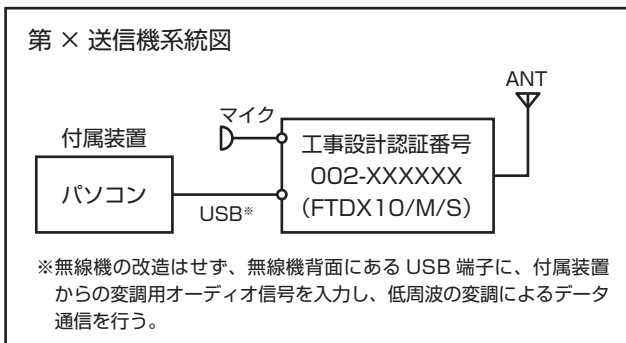 第 × 送信機系統図
ANT
マイク
付属装置
工事設計認証番号
002-XXXXXX
(FTDX10/M/S)
パソコン
USB※
※無線機の改造はせず、無線機背面にある USB 端子に、付属装置
からの変調用オーディオ信号を入力し、低周波の変調によるデータ
通信を行う。